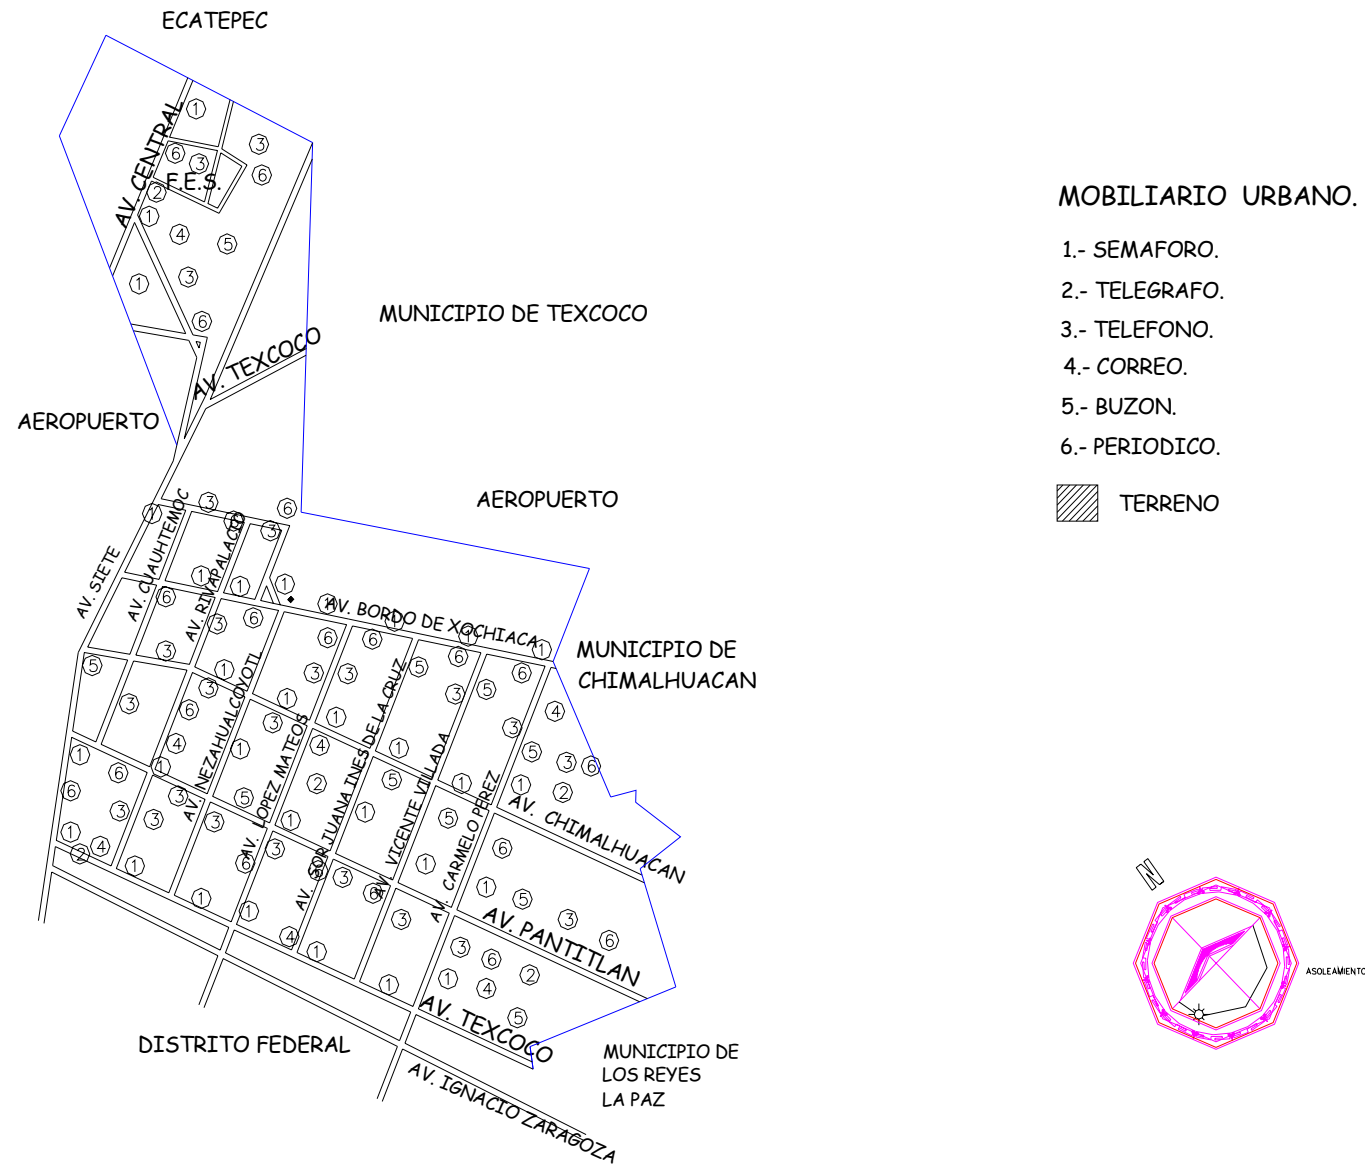 ECATEPEC
AV. CENTRAL
F.E.S.
MOBILIARIO URBANO.
1.- SEMAFORO.
2.- TELEGRAFO.
3.- TELEFONO.
4.- CORREO.
5.- BUZON.
6.- PERIODICO.
TERRENO
MUNICIPIO DE TEXCOCO
AV. TEXCOCO
AEROPUERTO
AEROPUERTO
AV. SIETE
AV. CUAUHTEMOC
AV. RIVAPALACIO
AV. BORDO DE XOCHIACA
MUNICIPIO DE
CHIMALHUACAN
AV. NEZAHUALCOYOTL
AV. LOPEZ MATEOS
AV. SOR JUANA INES DE LA CRUZ
AV. VICENTE VILLADA
AV. CARMELO PEREZ
AV. CHIMALHUACAN
AV. PANTITLAN
AV. TEXCOCO
DISTRITO FEDERAL
MUNICIPIO DE
LOS REYES
LA PAZ
AV. IGNACIO ZARAGOZA
N
ASOLEAMIENTO